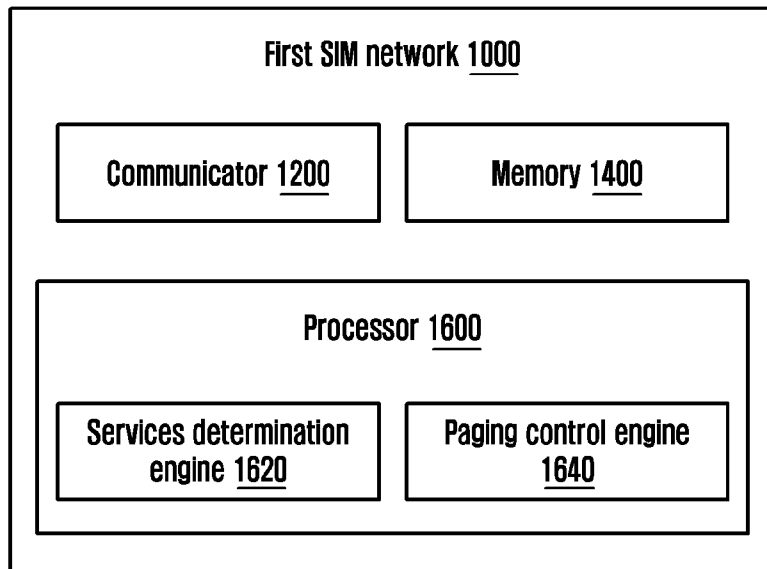 First SIM network 1000
Communicator 1200
Memory 1400
Processor 1600
Services determination
engine 1620
Paging control engine
1640